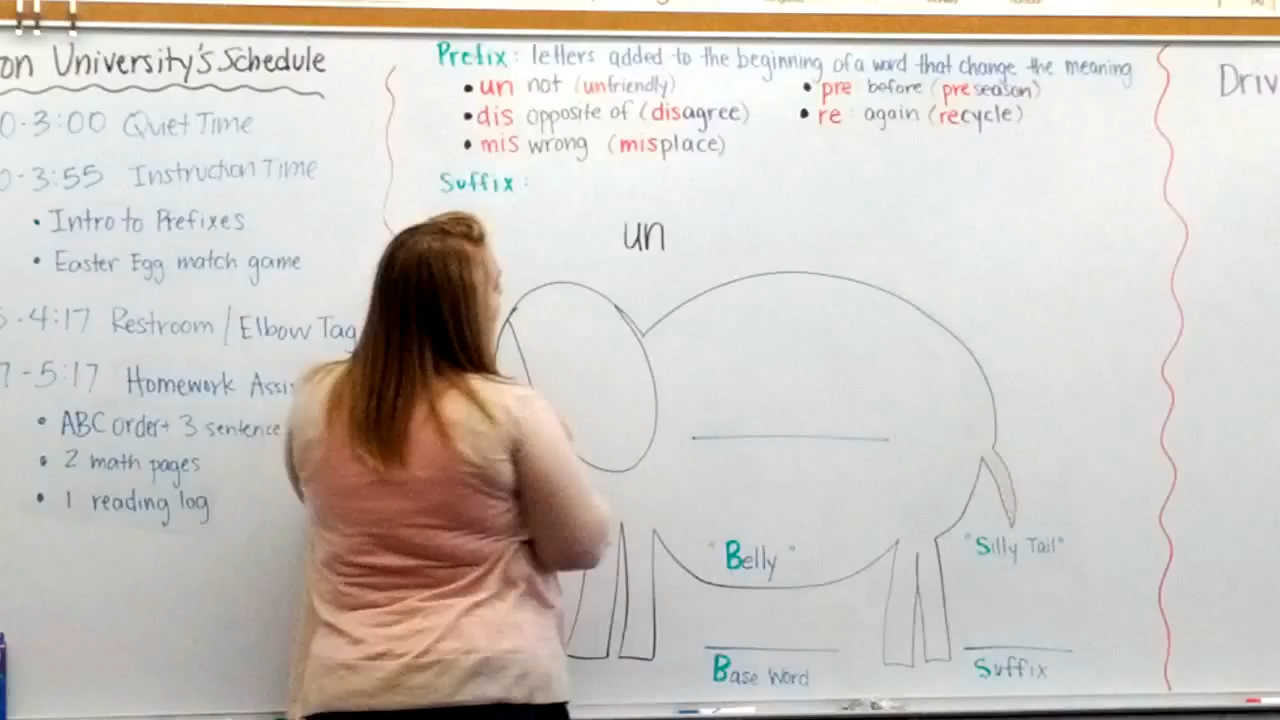 on University's Schedule
0-3:00 Quiet Time
0-3:55 Instruction Time
• Intro to Prefixes
• Easter Egg match game
-4:17 Restroom / Elbow Tag
7-5:17 Homework Assi
• ABC order + 3 sentence
• 2 math pages
• 1 reading log
Prefix: letters added to the beginning of a word that change the meaning
• un not (unfriendly)
• dis opposite of (disagree)
• mis wrong (misplace)
• pre before (preseason)
• re again (recycle)
Suffix:
un
"Belly"
"Silly Tail"
Base Word
Suffix
Driv